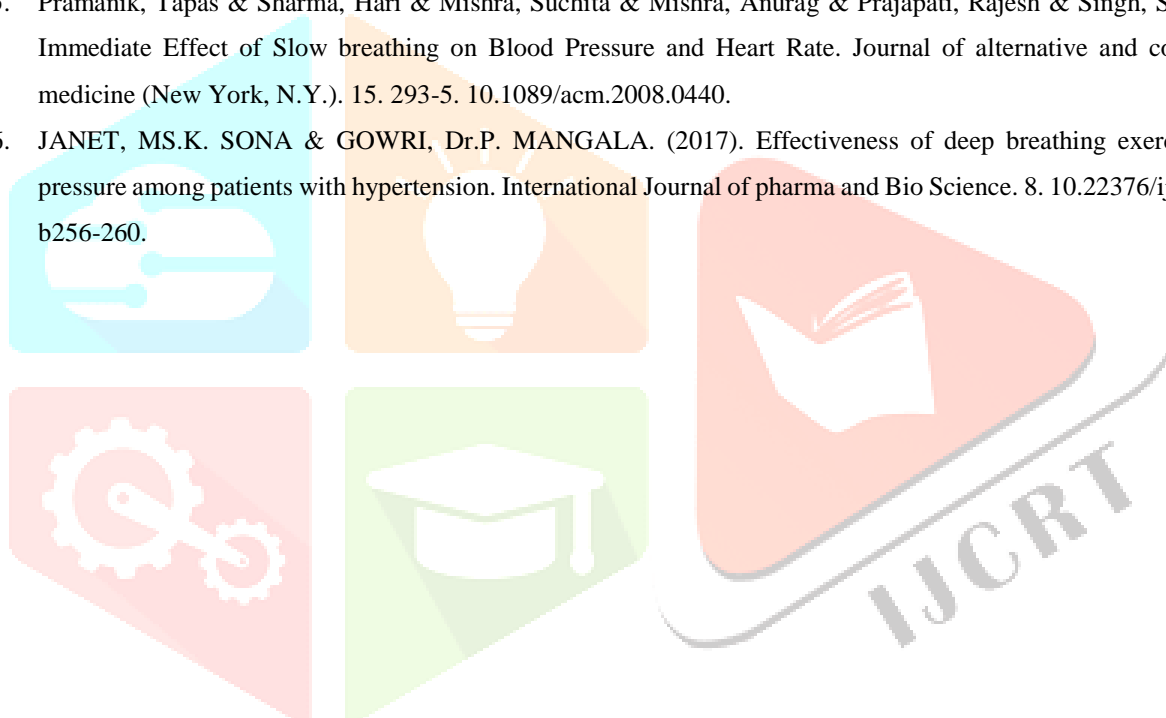 Pramanik, Tapas & Sharma, Hari & Mishra, Suchita & Mishra, Anurag & Prajapati, Rajesh & Singh, S
Immediate Effect of Slow breathing on Blood Pressure and Heart Rate. Journal of alternative and co
medicine (New York, N.Y.). 15. 293-5. 10.1089/acm.2008.0440.
JANET, MS.K. SONA & GOWRI, Dr.P. MANGALA. (2017). Effectiveness of deep breathing exer
pressure among patients with hypertension. International Journal of pharma and Bio Science. 8. 10.22376/ij
b256-260.
IJCRT